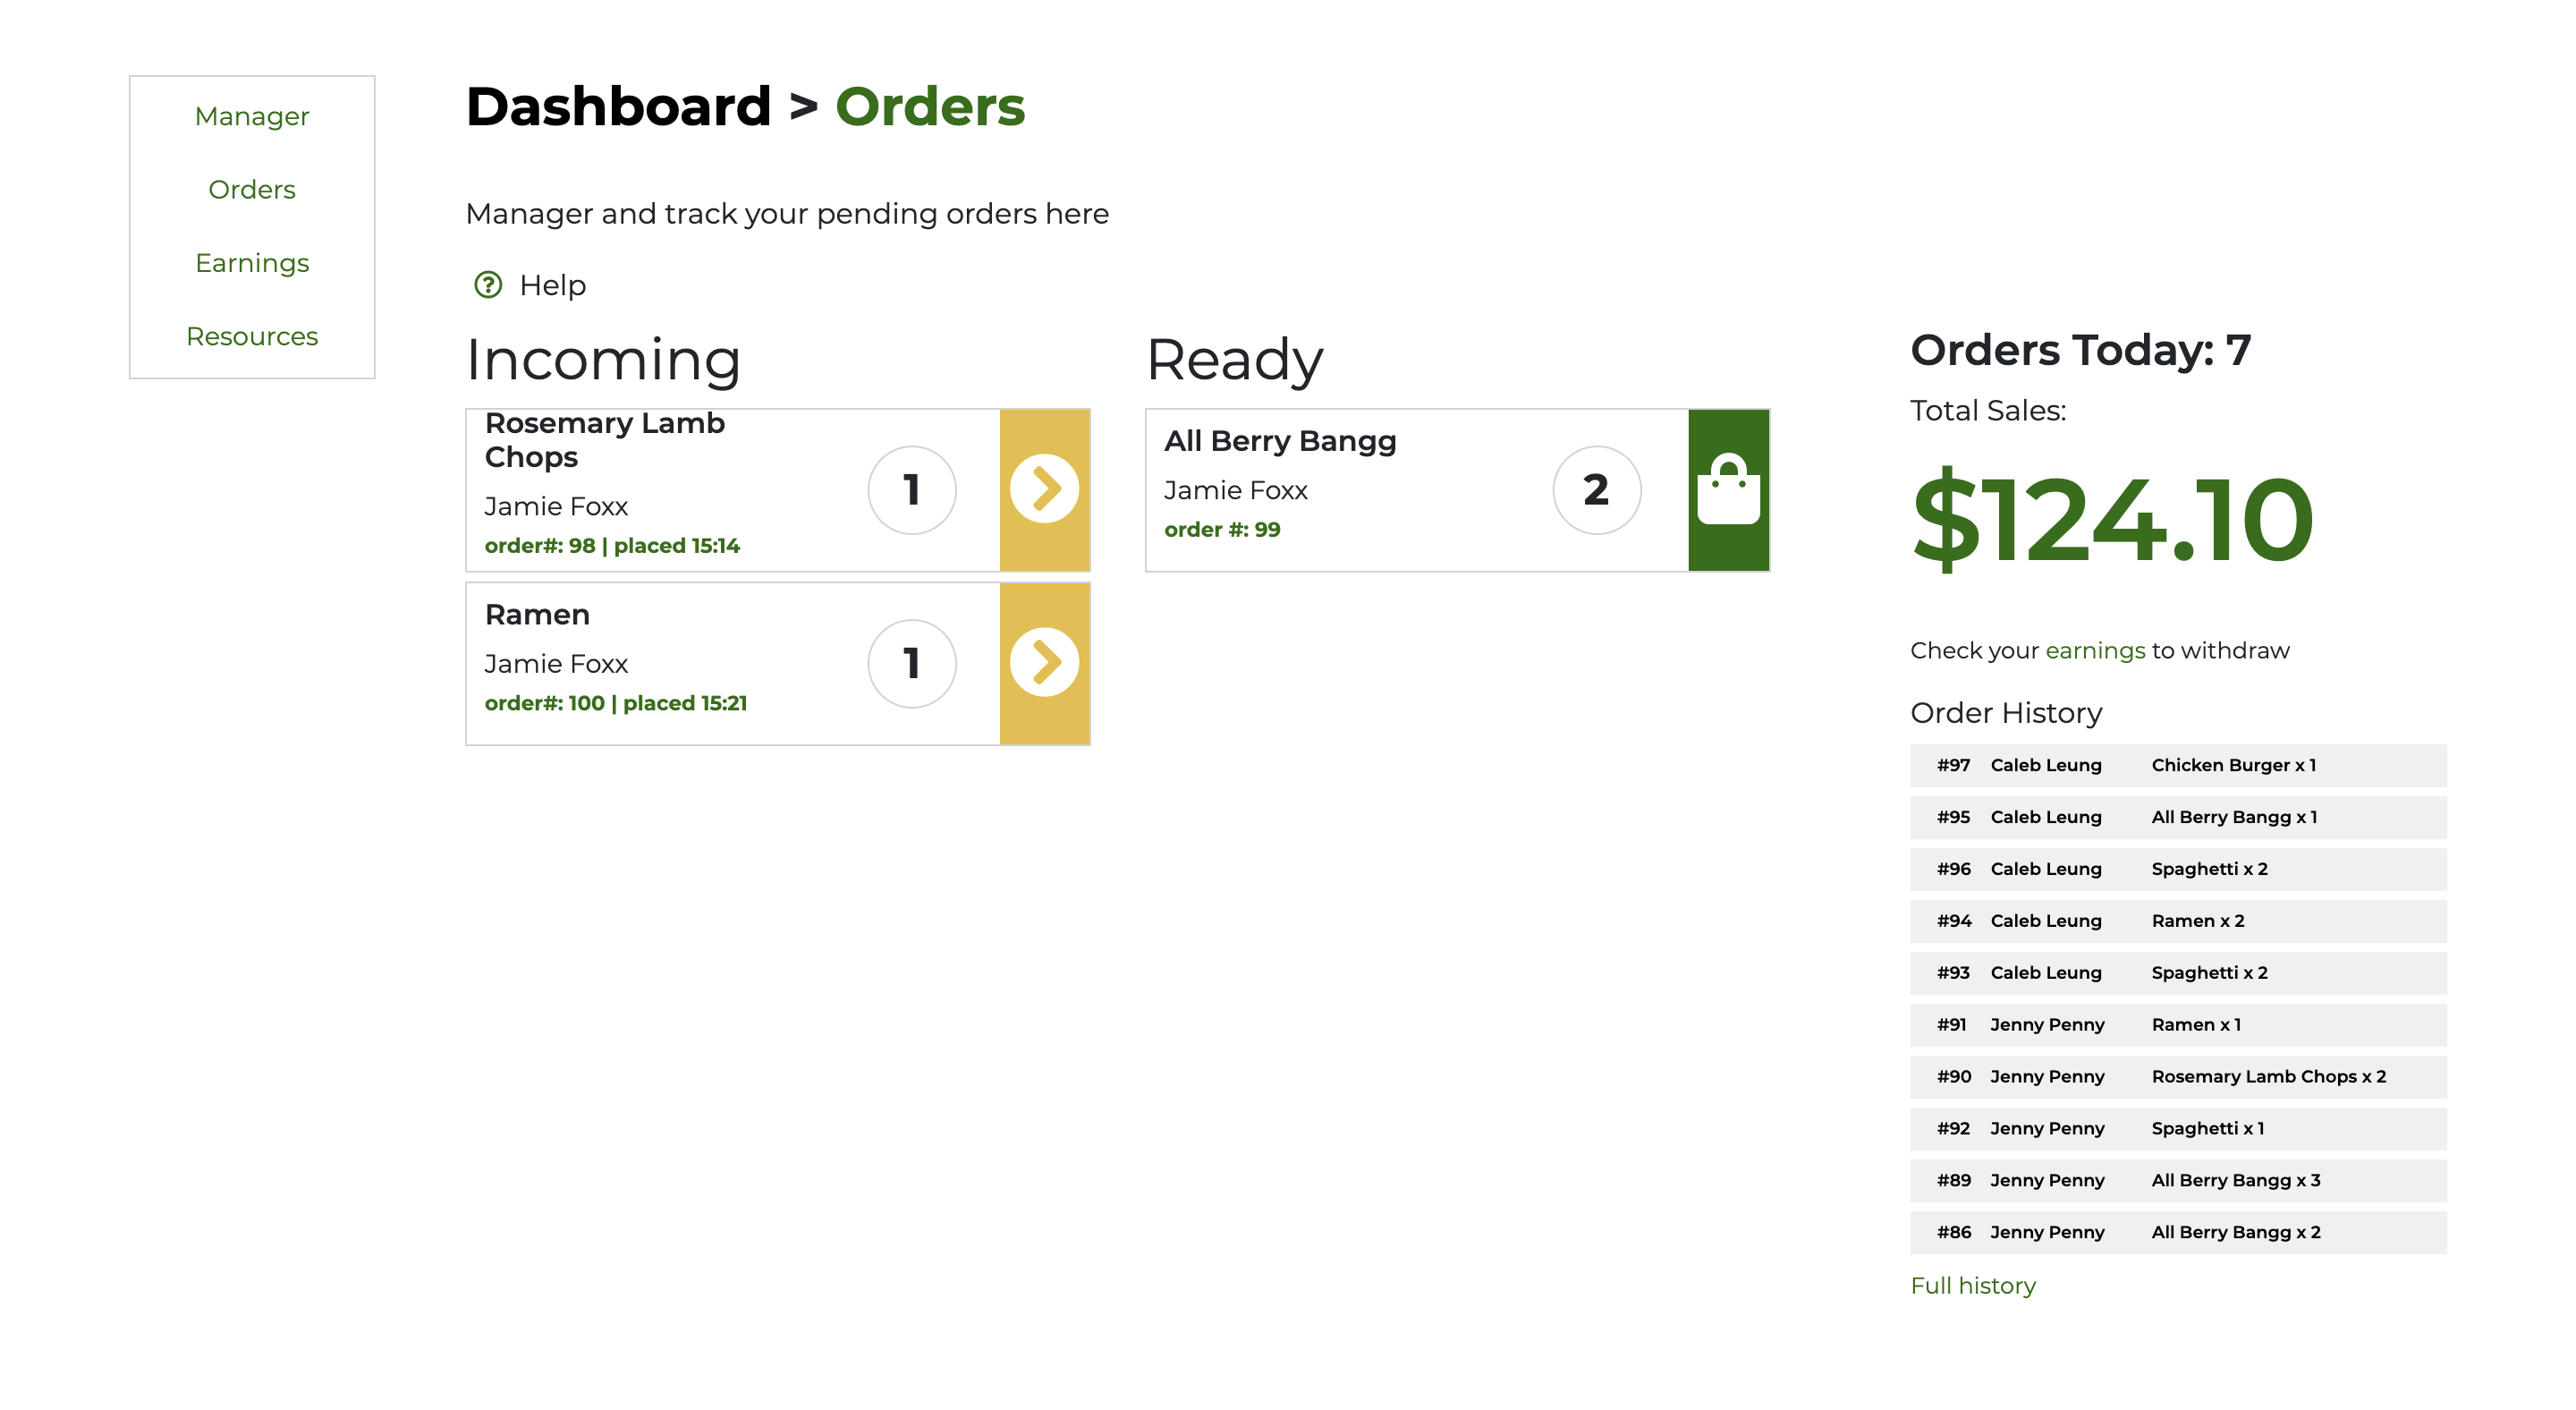 Manager
Orders
Earnings
Resources
Dashboard > Orders
Manager and track your pending orders here
? Help
Incoming
Rosemary Lamb
Chops
Jamie Foxx
order#: 98 | placed 15:14
1
Ramen
Jamie Foxx
order#: 100 | placed 15:21
1
Ready
All Berry Bangg
Jamie Foxx
order #: 99
2
Orders Today: 7
Total Sales:
$124.10
Check your earnings to withdraw
Order History
#97 Caleb Leung Chicken Burger x 1
#95 Caleb Leung All Berry Bangg x 1
#96 Caleb Leung Spaghetti x 2
#94 Caleb Leung Ramen x 2
#93 Caleb Leung Spaghetti x 2
#91 Jenny Penny Ramen x 1
#90 Jenny Penny Rosemary Lamb Chops x 2
#92 Jenny Penny Spaghetti x 1
#89 Jenny Penny All Berry Bangg x 3
#86 Jenny Penny All Berry Bangg x 2
Full history